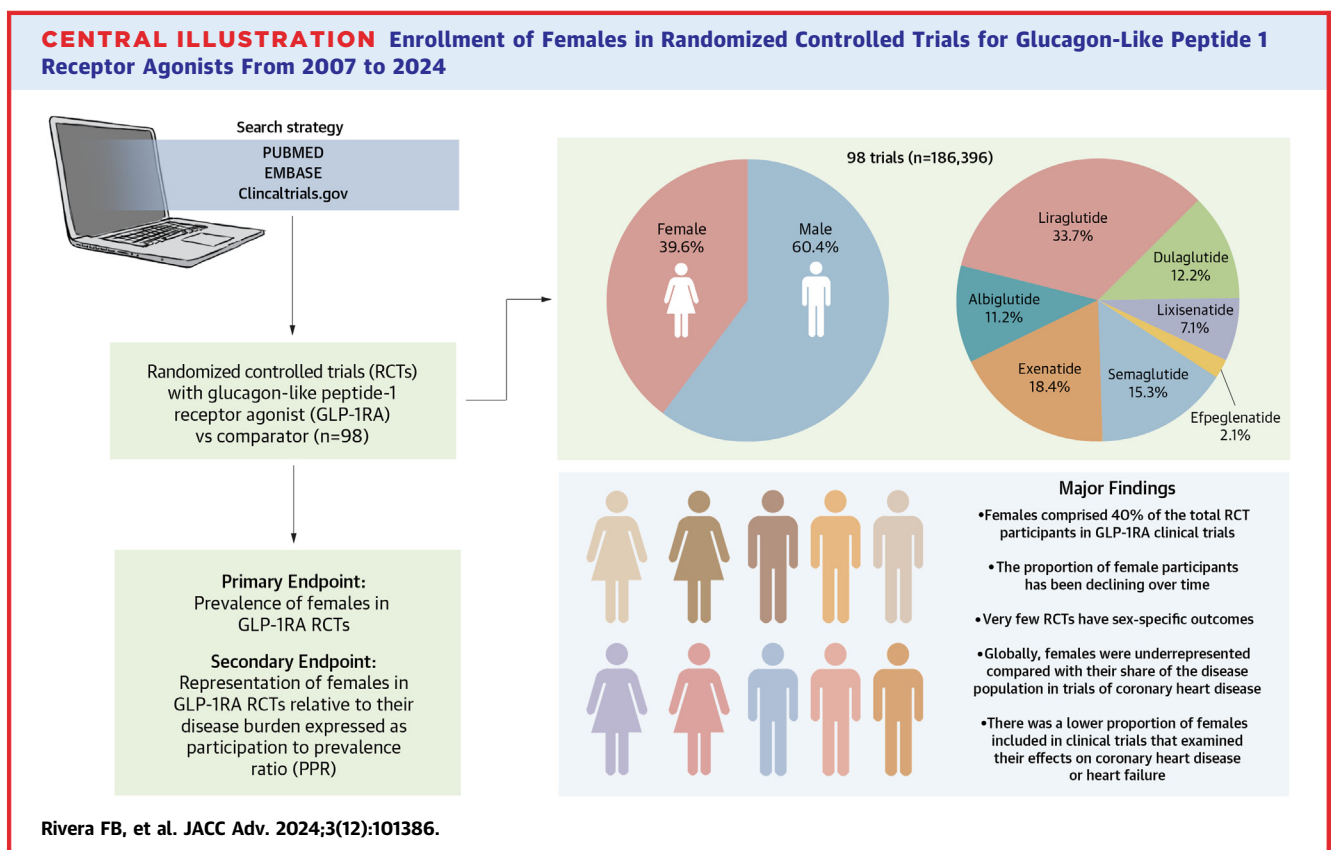 CENTRAL ILLUSTRATION Enrollment of Females in Randomized Controlled Trials for Glucagon-Like Peptide 1
Receptor Agonists From 2007 to 2024
Search strategy
PUBMED
EMBASE
Clincaltrials.gov
Randomized controlled trials (RCTs)
with glucagon-like peptide-1
receptor agonist (GLP-1RA)
vs comparator (n=98)
Primary Endpoint:
Prevalence of females in
GLP-1RA RCTs
Secondary Endpoint:
Representation of females in
GLP-1RA RCTs relative to their
disease burden expressed as
participation to prevalence
ratio (PPR)
98 trials (n=186,396)
Female
39.6%
Male
60.4%
Liraglutide
33.7%
Dulaglutide
12.2%
Lixisenatide
7.1%
Efpeglenatide
2.1%
Semaglutide
15.3%
Exenatide
18.4%
Albiglutide
11.2%
Major Findings
•Females comprised 40% of the total RCT
participants in GLP-1RA clinical trials
•The proportion of female participants
has been declining over time
•Very few RCTs have sex-specific outcomes
•Globally, females were underrepresented
compared with their share of the disease
population in trials of coronary heart disease
•There was a lower proportion of females
included in clinical trials that examined
their effects on coronary heart disease
or heart failure
Rivera FB, et al. JACC Adv. 2024;3(12):101386.